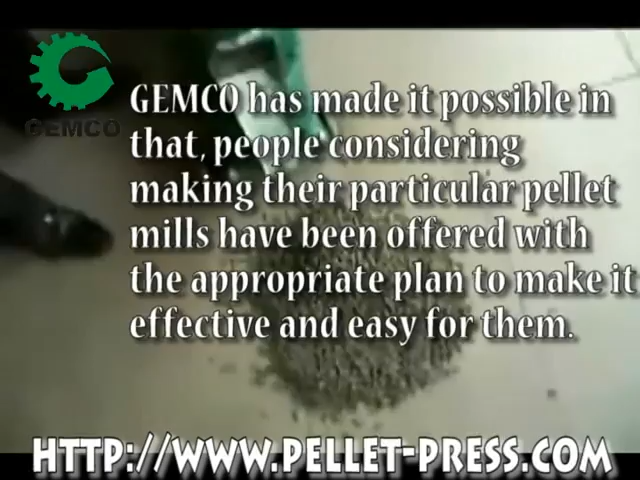 GEMCO
GEMCO has made it possible in
that, people considering
making their particular pellet
mills have been offered with
the appropriate plan to make it
effective and easy for them.
HTTP://WWW.PELLET-PRESS.COM